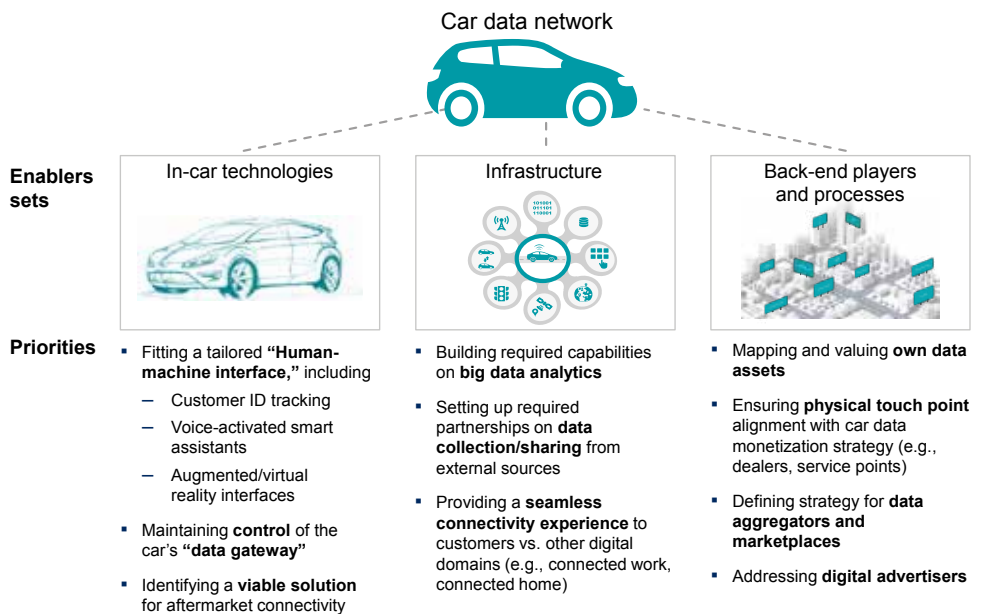 Car data network
Enablers
sets
In-car technologies
Infrastructure
101001
011101
110001
Back-end players
and processes
Priorities
▪ Fitting a tailored “Human-
machine interface,” including
– Customer ID tracking
– Voice-activated smart
assistants
– Augmented/virtual
reality interfaces
▪ Maintaining control of the
car’s “data gateway”
▪ Identifying a viable solution
for aftermarket connectivity
▪ Building required capabilities
on big data analytics
▪ Setting up required
partnerships on data
collection/sharing from
external sources
▪ Providing a seamless
connectivity experience to
customers vs. other digital
domains (e.g., connected work,
connected home)
▪ Mapping and valuing own data
assets
▪ Ensuring physical touch point
alignment with car data
monetization strategy (e.g.,
dealers, service points)
▪ Defining strategy for data
aggregators and
marketplaces
▪ Addressing digital advertisers